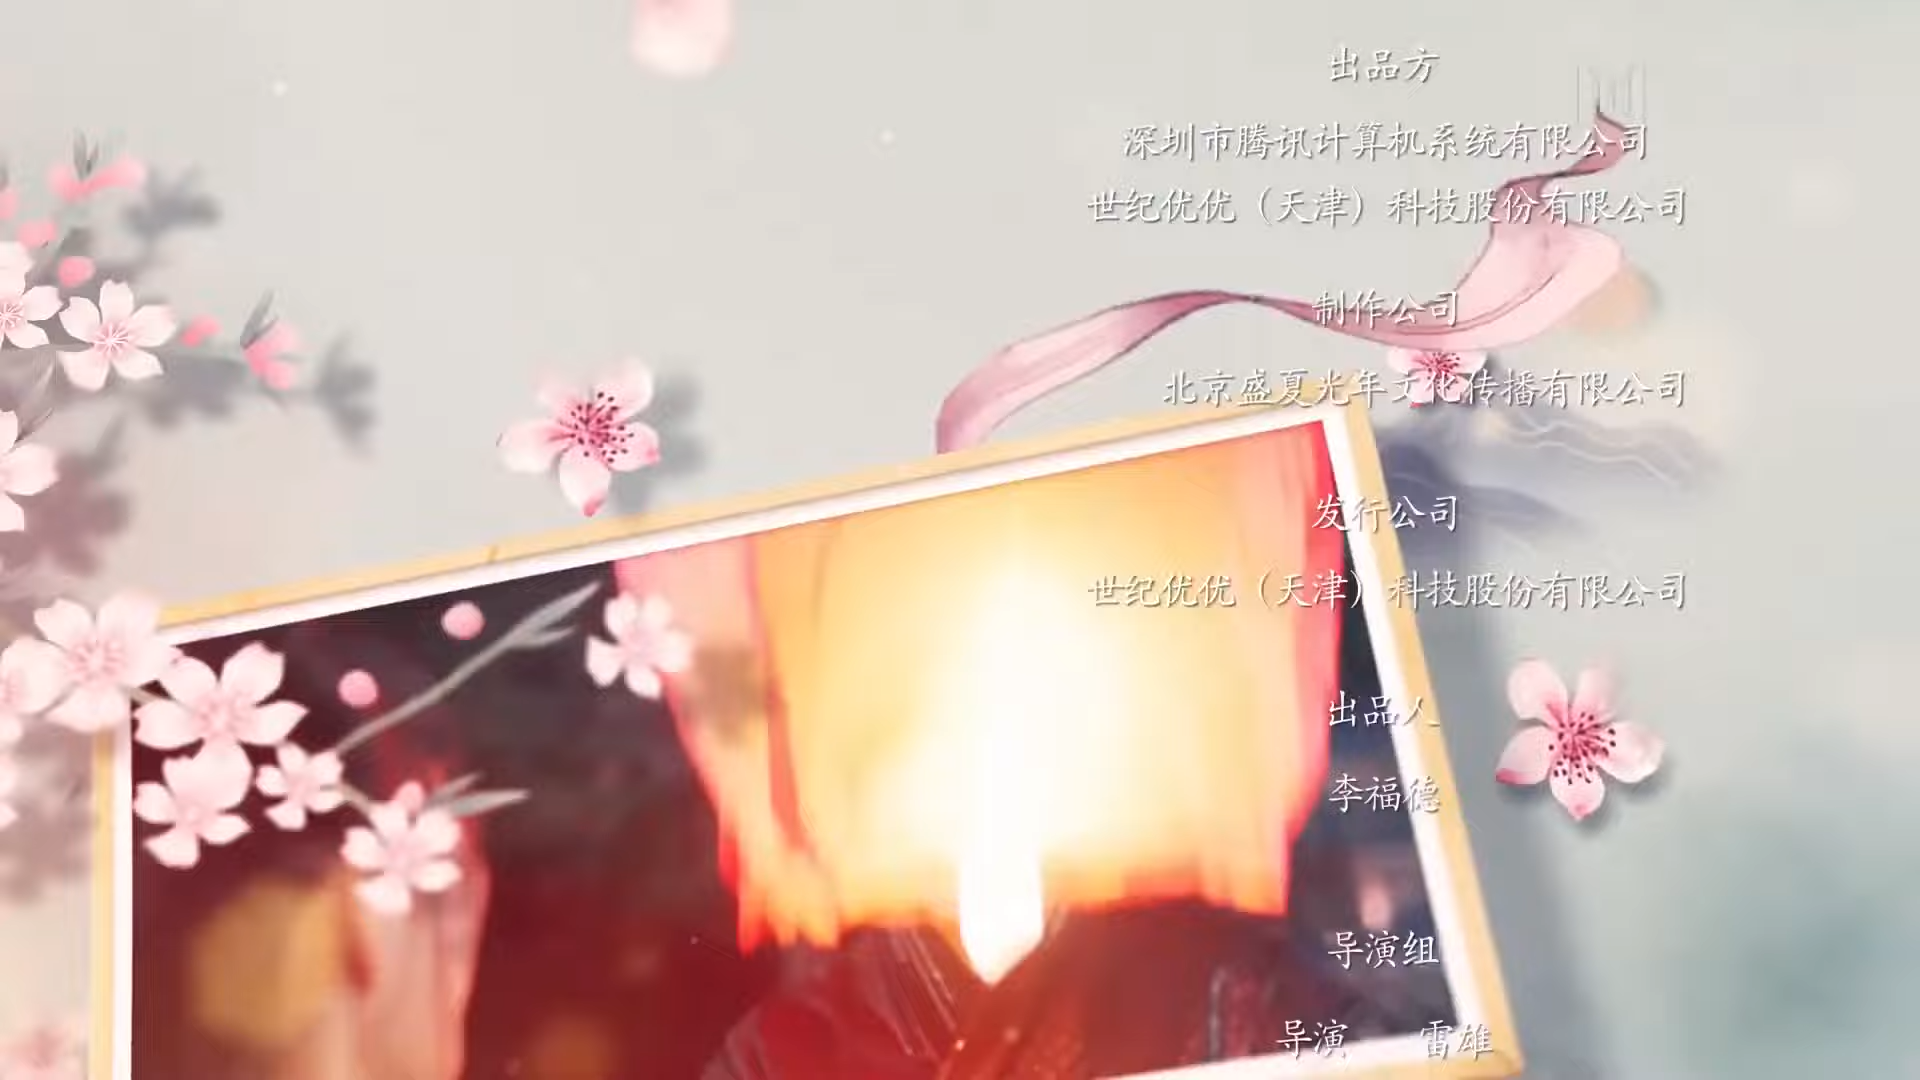 出品方
深圳市腾讯计算机系统有限公司
世纪优优（天津）科技股份有限公司
制作公司
北京盛夏光年文化传播有限公司
发行公司
世纪优优（天津）科技股份有限公司
出品人
李福德
导演组
导演 雷雄